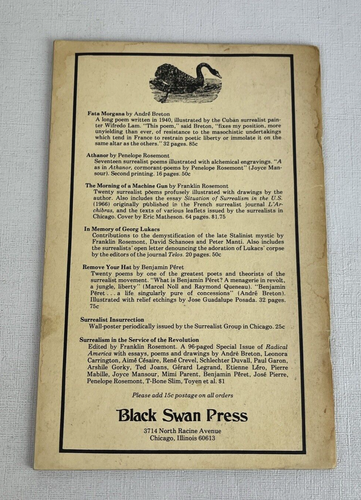 Fata Morgana by André Breton
A long poem written in 1940, illustrated by the Cuban surrealist pain-
ter Wifredo Lam. "This poem," said Breton, "fixes my position, more
unyielding than ever, of resistance to the masochistic undertakings
which tend in France to restrain poetic liberty or immolate it on the
same altar as the others." 32 pages. 85c
Athanor by Penelope Rosemont
Seventeen surrealist poems illustrated with alchemical engravings. "A
as in Athanor, cormorant-poems by Penelope Rosemont" (Joyce Man-
sour). Second printing. 16 pages. 50c
The Morning of a Machine Gun by Franklin Rosemont
Twenty surrealist poems profusely illustrated with drawings by the
author. Also includes the essay Situation of Surrealism in the U.S.
(1966) originally published in the French surrealist journal L'Ar-
chibras, and the texts of various leaflets issued by the surrealists in
Chicago. Cover by Eric Matheson. 64 pages. $1.75
In Memory of Georg Lukacs
Contributions to the demystification of the late Stalinist mystic by
Franklin Rosemont, David Schanoes and Peter Manti. Also includes
the surrealists' open letter denouncing the adoration of Lukacs' corpse
by the editors of the journal Telos. 20 pages. 50c
Remove Your Hat by Benjamin Péret
Twenty poems by one of the greatest poets and theorists of the
surrealist movement. "What is Benjamin Péret? A menagerie in revolt,
a jungle, liberty" (Marcel Noll and Raymond Queneau). "Benjamin
Péret . . . a life singularly pure of concessions" (André Breton).
Illustrated with relief etchings by Jose Guadalupe Posada. 32 pages.
75c
Surrealist Insurrection
Wall-poster periodically issued by the Surrealist Group in Chicago. 25c
Surrealism in the Service of the Revolution
Edited by Franklin Rosemont. A 96-paged Special Issue of Radical
America with essays, poems and drawings by André Breton, Leonora
Carrington, Aimé Césaire, René Crevel, Schlechter Duvall, Paul Garon,
Arshile Gorky, Ted Joans, Gérard Legrand, Etienne Léro, Pierre
Mabille, Joyce Mansour, Mimi Parent, Benjamin Péret, José Pierre,
Penelope Rosemont, T-Bone Slim, Toyen et al. $1
Please add 15c postage on all orders
Black Swan Press
3714 North Racine Avenue
Chicago, Illinois 60613